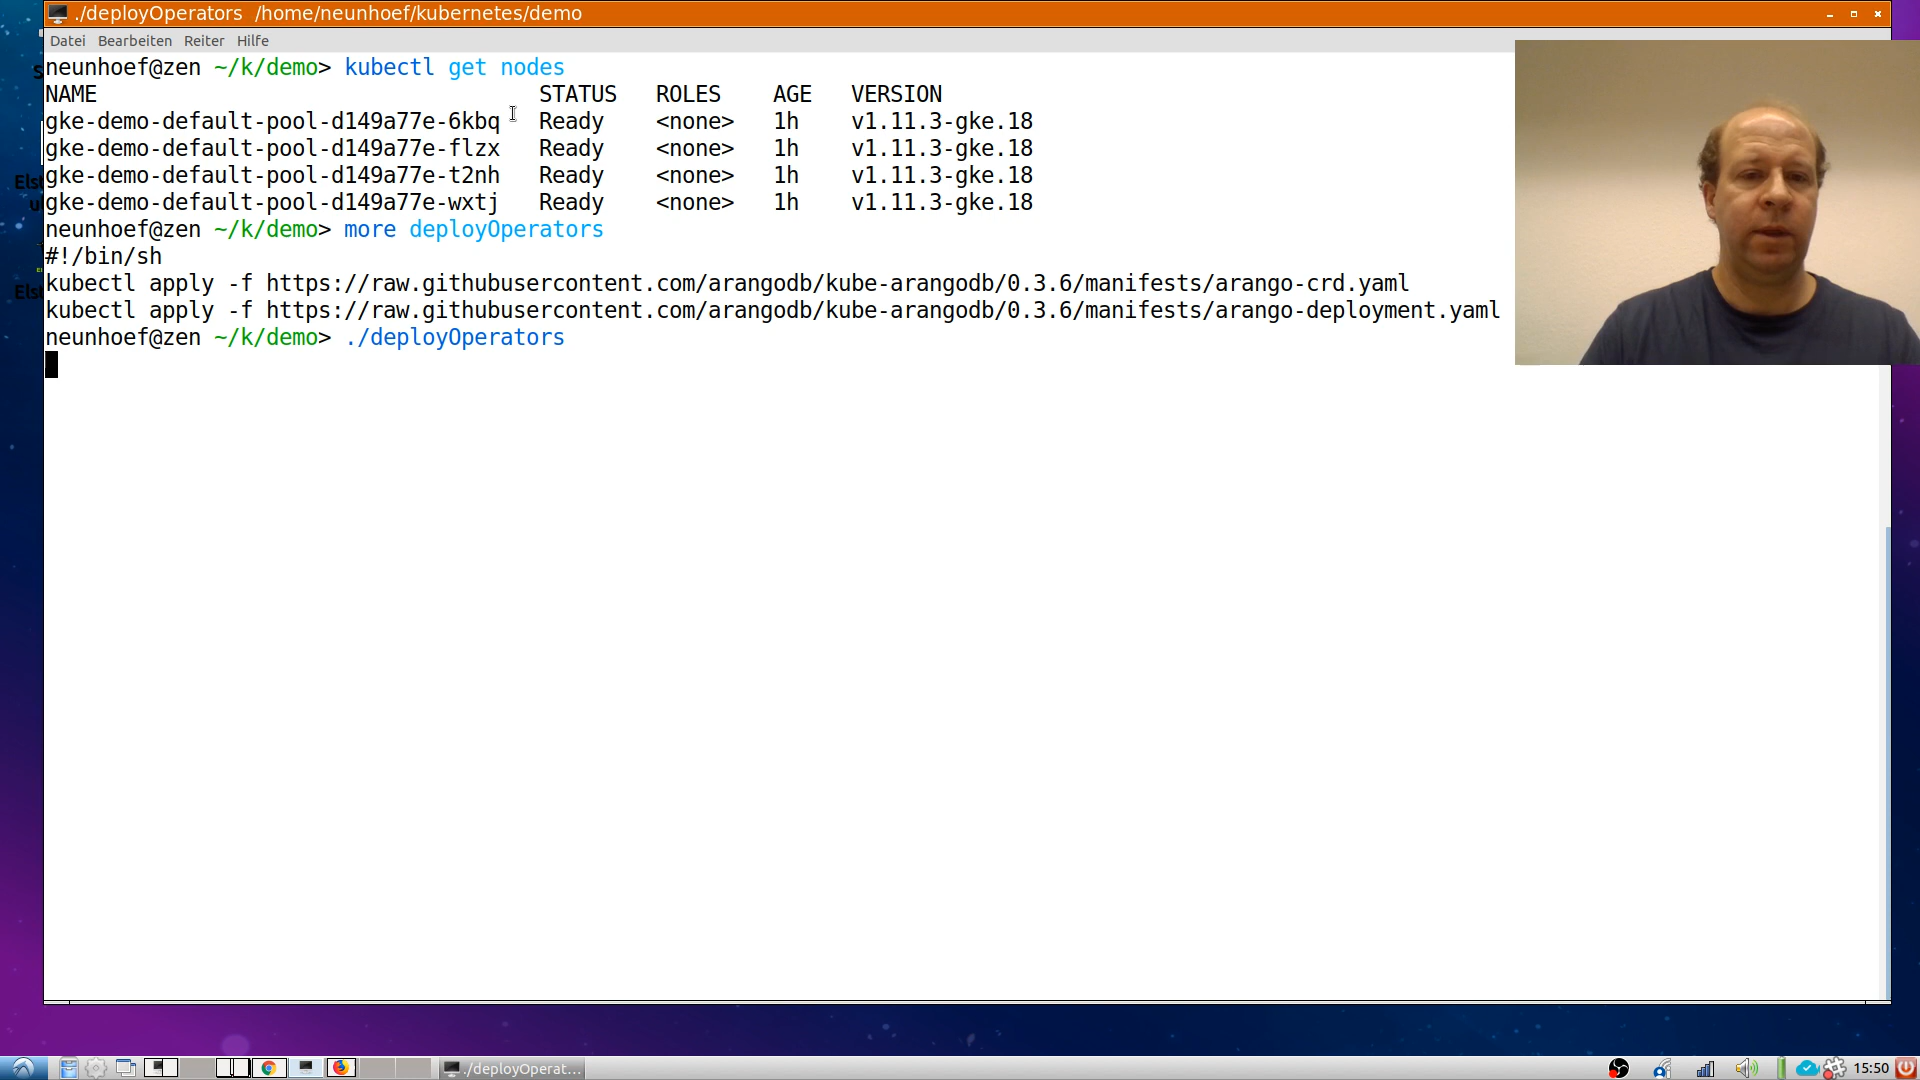 ./deployOperators /home/neunhoef/kubernetes/demo
Datei Bearbeiten Reiter Hilfe
neunhoef@zen ~/k/demo> kubectl get nodes
NAME STATUS ROLES AGE VERSION
gke-demo-default-pool-d149a77e-6kbq Ready <none> 1h v1.11.3-gke.18
gke-demo-default-pool-d149a77e-flzx Ready <none> 1h v1.11.3-gke.18
gke-demo-default-pool-d149a77e-t2nh Ready <none> 1h v1.11.3-gke.18
gke-demo-default-pool-d149a77e-wxtj Ready <none> 1h v1.11.3-gke.18
neunhoef@zen ~/k/demo> more deployOperators
#!/bin/sh
kubectl apply -f https://raw.githubusercontent.com/arangodb/kube-arangodb/0.3.6/manifests/arango-crd.yaml
kubectl apply -f https://raw.githubusercontent.com/arangodb/kube-arangodb/0.3.6/manifests/arango-deployment.yaml
neunhoef@zen ~/k/demo> ./deployOperators
./deployOperat...
15:50